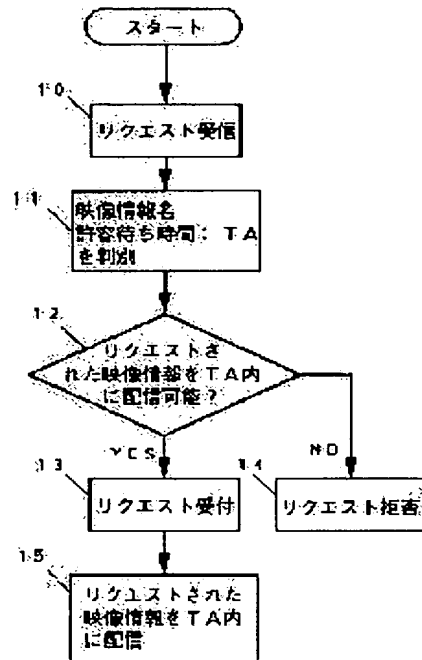 スタート
10
リクエスト受信
11
映像情報名
許容待ち時間： TA
を判別
12
リクエストさ
れた映像情報をTA内
に配信可能？
YES
NO
13
リクエスト受付
14
リクエスト拒否
15
リクエストされた
映像情報をTA内
に配信